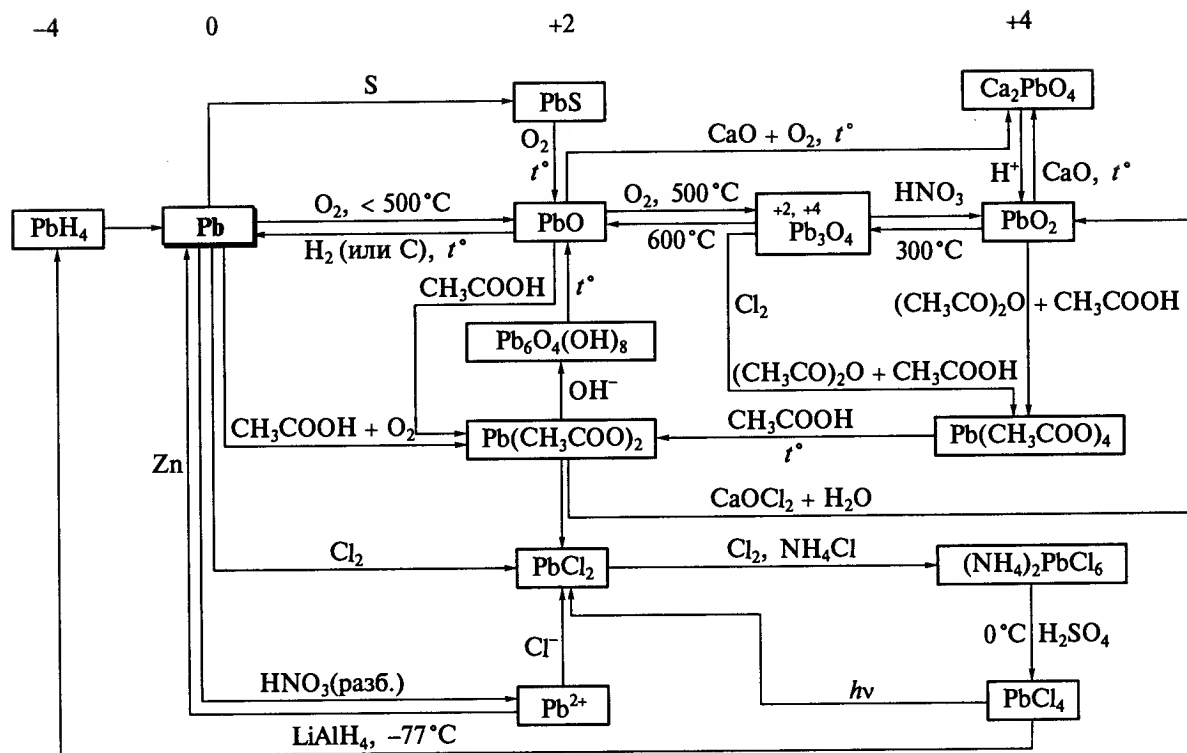 –4 0 +2 +4
S
PbS
Ca₂PbO₄
O₂
t°
CaO + O₂, t°
H⁺
CaO, t°
PbH₄
Pb
O₂, < 500°C
H₂ (или C), t°
PbO
O₂, 500°C
600°C
+2, +4
Pb₃O₄
HNO₃
300°C
PbO₂
CH₃COOH
t°
Cl₂
(CH₃CO)₂O + CH₃COOH
Pb₆O₄(OH)₈
(CH₃CO)₂O + CH₃COOH
OH⁻
CH₃COOH + O₂
Pb(CH₃COO)₂
CH₃COOH
t°
Pb(CH₃COO)₄
Zn
CaOCl₂ + H₂O
Cl₂
PbCl₂
Cl₂, NH₄Cl
(NH₄)₂PbCl₆
0°C H₂SO₄
Cl⁻
HNO₃(разб.)
Pb²⁺
hν
PbCl₄
LiAlH₄, –77°C